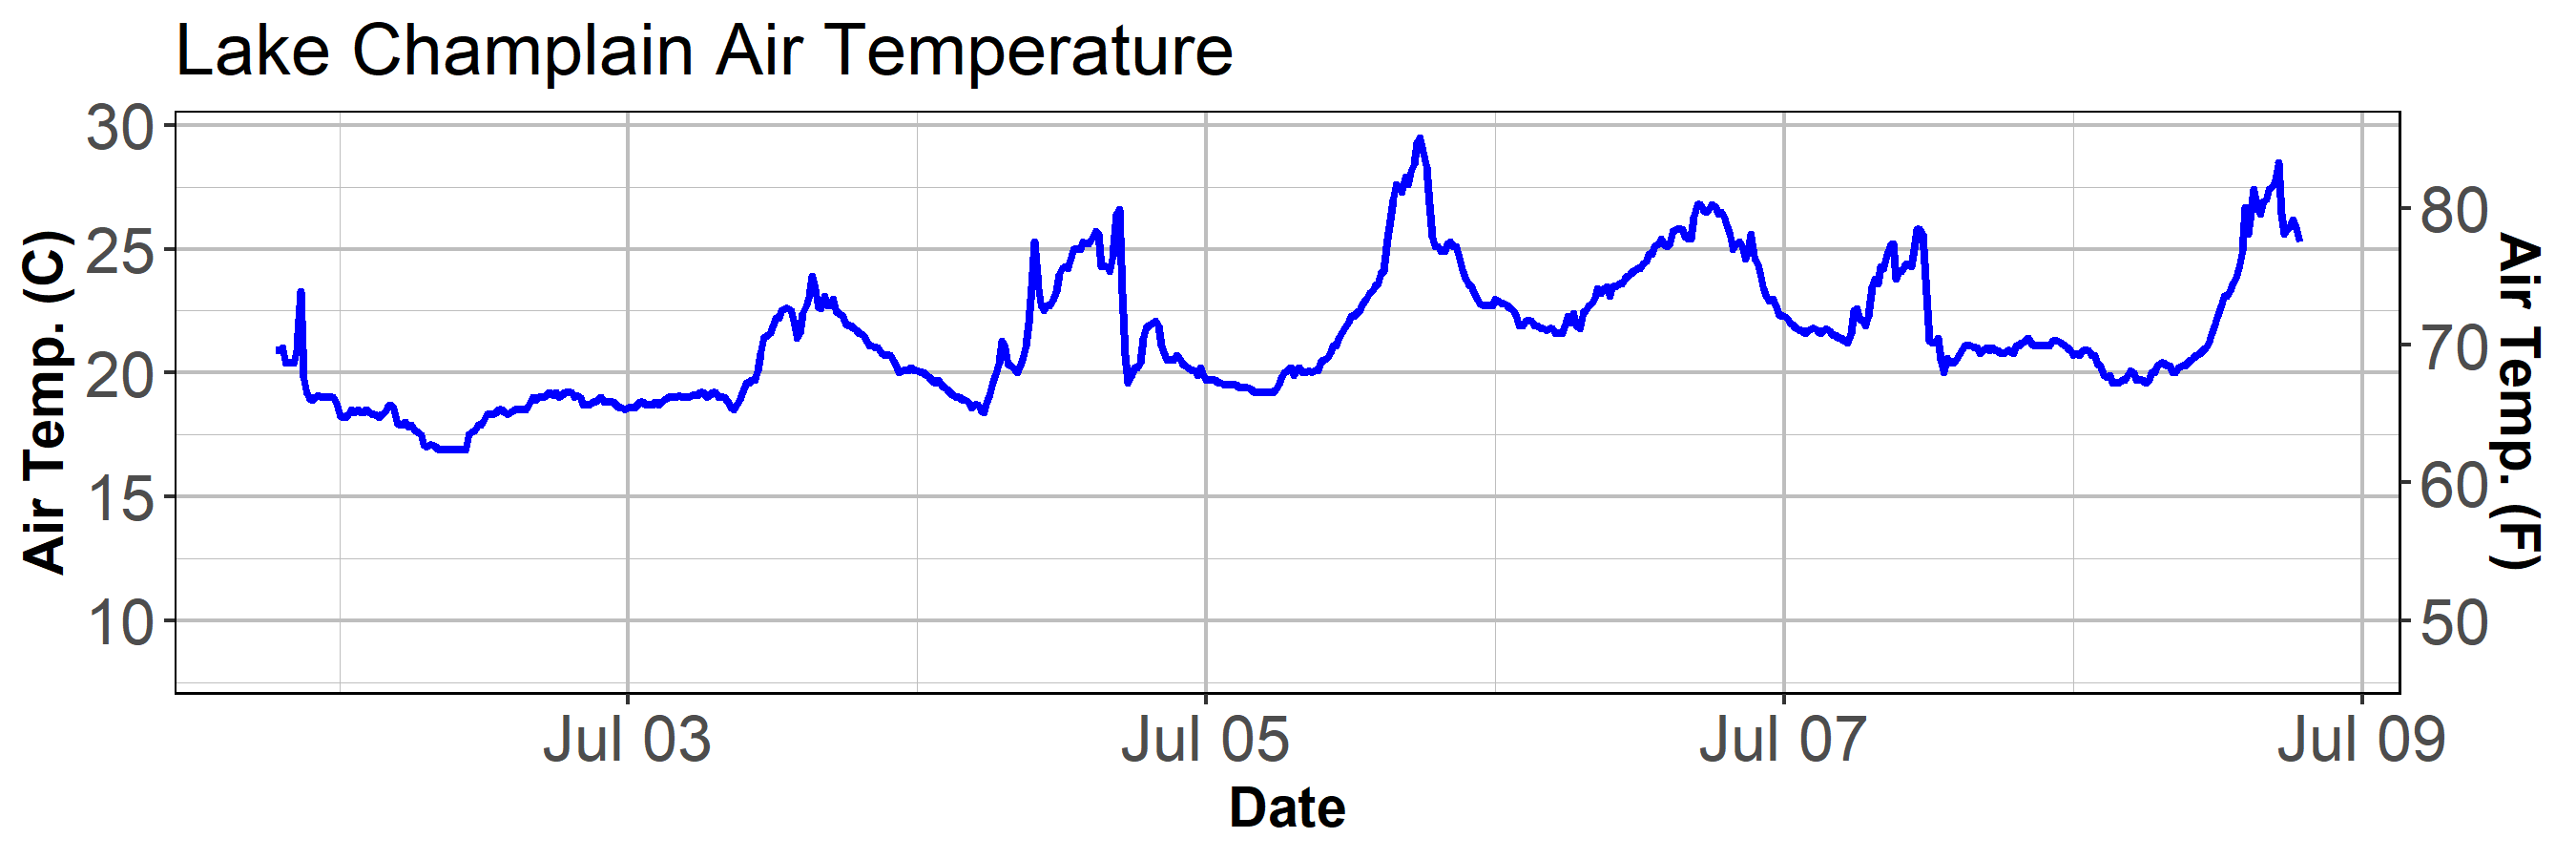 Lake Champlain Air Temperature
Air Temp. (C)
30
25
20
15
10
Air Temp. (F)
80
70
60
50
Jul 03
Jul 05
Jul 07
Jul 09
Date